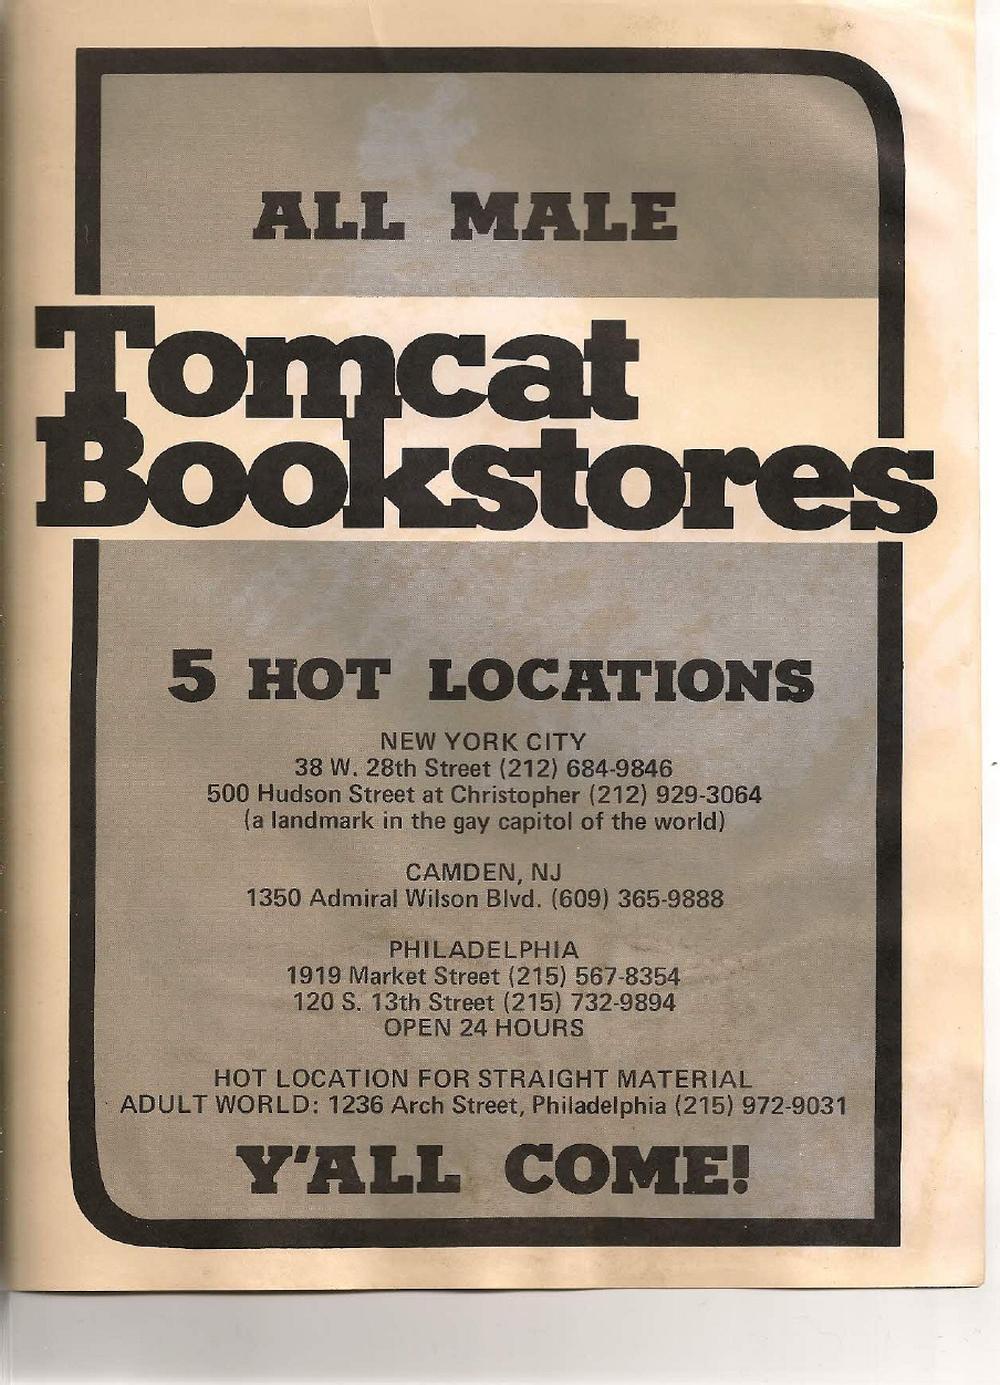 ALL MALE
Tomcat
Bookstores
5 HOT LOCATIONS
NEW YORK CITY
38 W. 28th Street (212) 684-9846
500 Hudson Street at Christopher (212) 929-3064
(a landmark in the gay capitol of the world)
CAMDEN, NJ
1350 Admiral Wilson Blvd. (609) 365-9888
PHILADELPHIA
1919 Market Street (215) 567-8354
120 S. 13th Street (215) 732-9894
OPEN 24 HOURS
HOT LOCATION FOR STRAIGHT MATERIAL
ADULT WORLD: 1236 Arch Street, Philadelphia (215) 972-9031
Y'ALL COME!